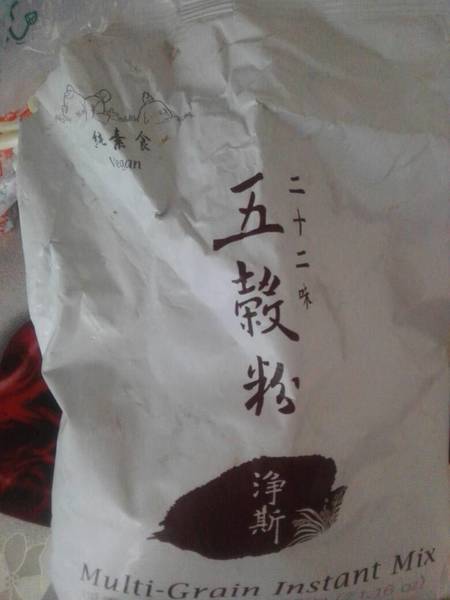 純素食
Vegan
二十二味
五穀粉
淨斯
Multi-Grain Instant Mix